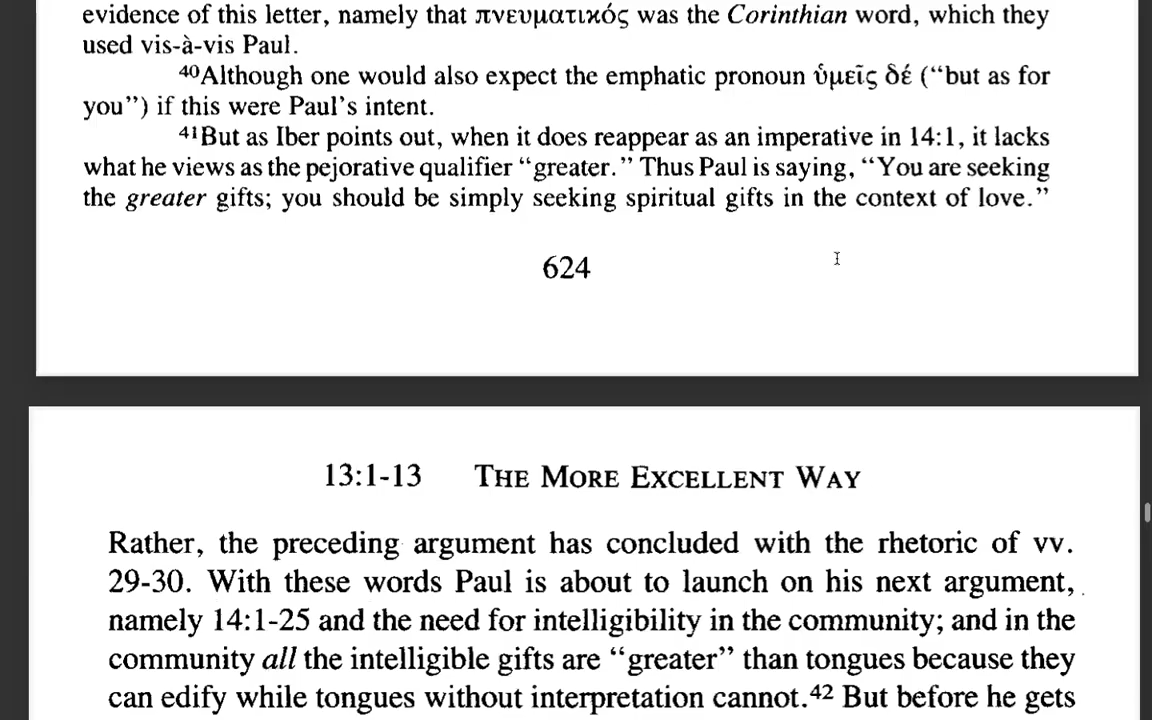 evidence of this letter, namely that πνευματικός was the Corinthian word, which they
used vis-à-vis Paul.
40Although one would also expect the emphatic pronoun ὑμεῖς δέ (“but as for
you”) if this were Paul’s intent.
41But as Iber points out, when it does reappear as an imperative in 14:1, it lacks
what he views as the pejorative qualifier “greater.” Thus Paul is saying, “You are seeking
the greater gifts; you should be simply seeking spiritual gifts in the context of love.”
624
13:1-13 THE MORE EXCELLENT WAY
Rather, the preceding argument has concluded with the rhetoric of vv.
29-30. With these words Paul is about to launch on his next argument,
namely 14:1-25 and the need for intelligibility in the community; and in the
community all the intelligible gifts are “greater” than tongues because they
can edify while tongues without interpretation cannot.42 But before he gets